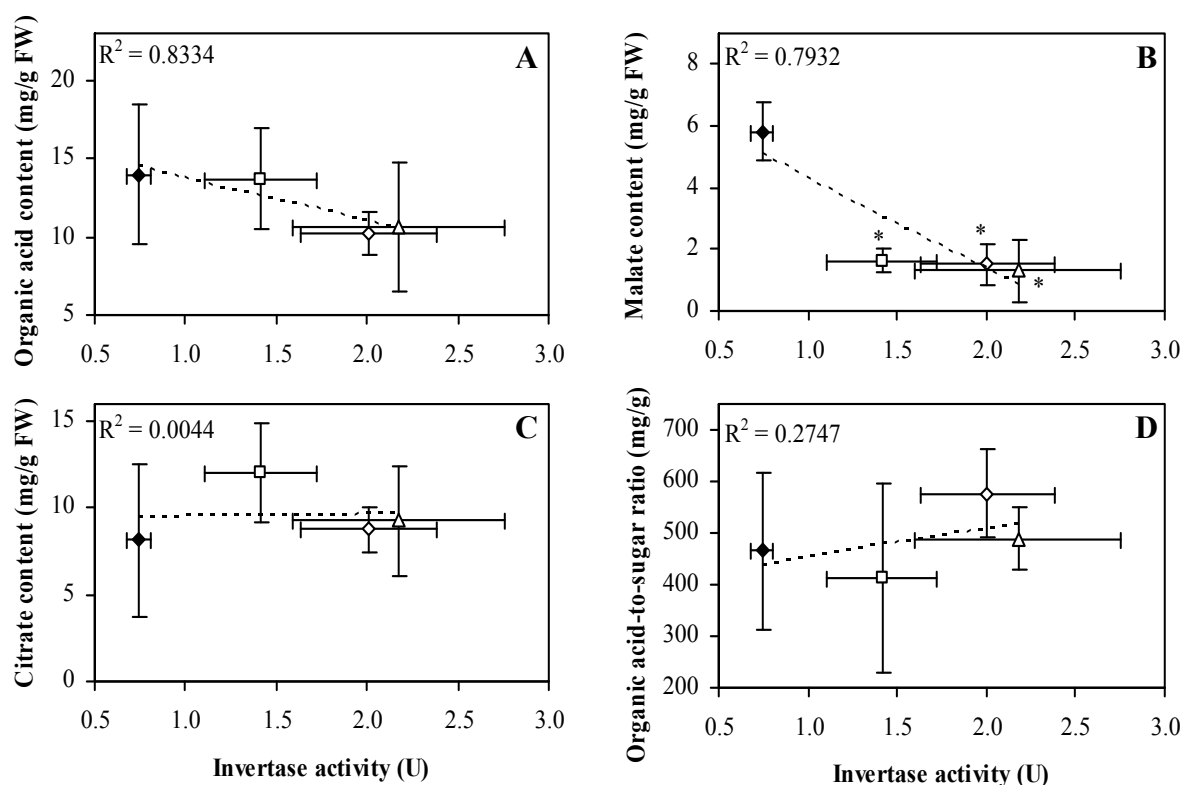 R² = 0.8334
A
Organic acid content (mg/g FW)
20
15
10
5
0.5 1.0 1.5 2.0 2.5 3.0
R² = 0.7932
B
Malate content (mg/g FW)
8
6
4
2
0
* * *
0.5 1.0 1.5 2.0 2.5 3.0
R² = 0.0044
C
Citrate content (mg/g FW)
15
10
5
0
0.5 1.0 1.5 2.0 2.5 3.0
Invertase activity (U)
R² = 0.2747
D
Organic acid-to-sugar ratio (mg/g)
700
600
500
400
300
200
0.5 1.0 1.5 2.0 2.5 3.0
Invertase activity (U)